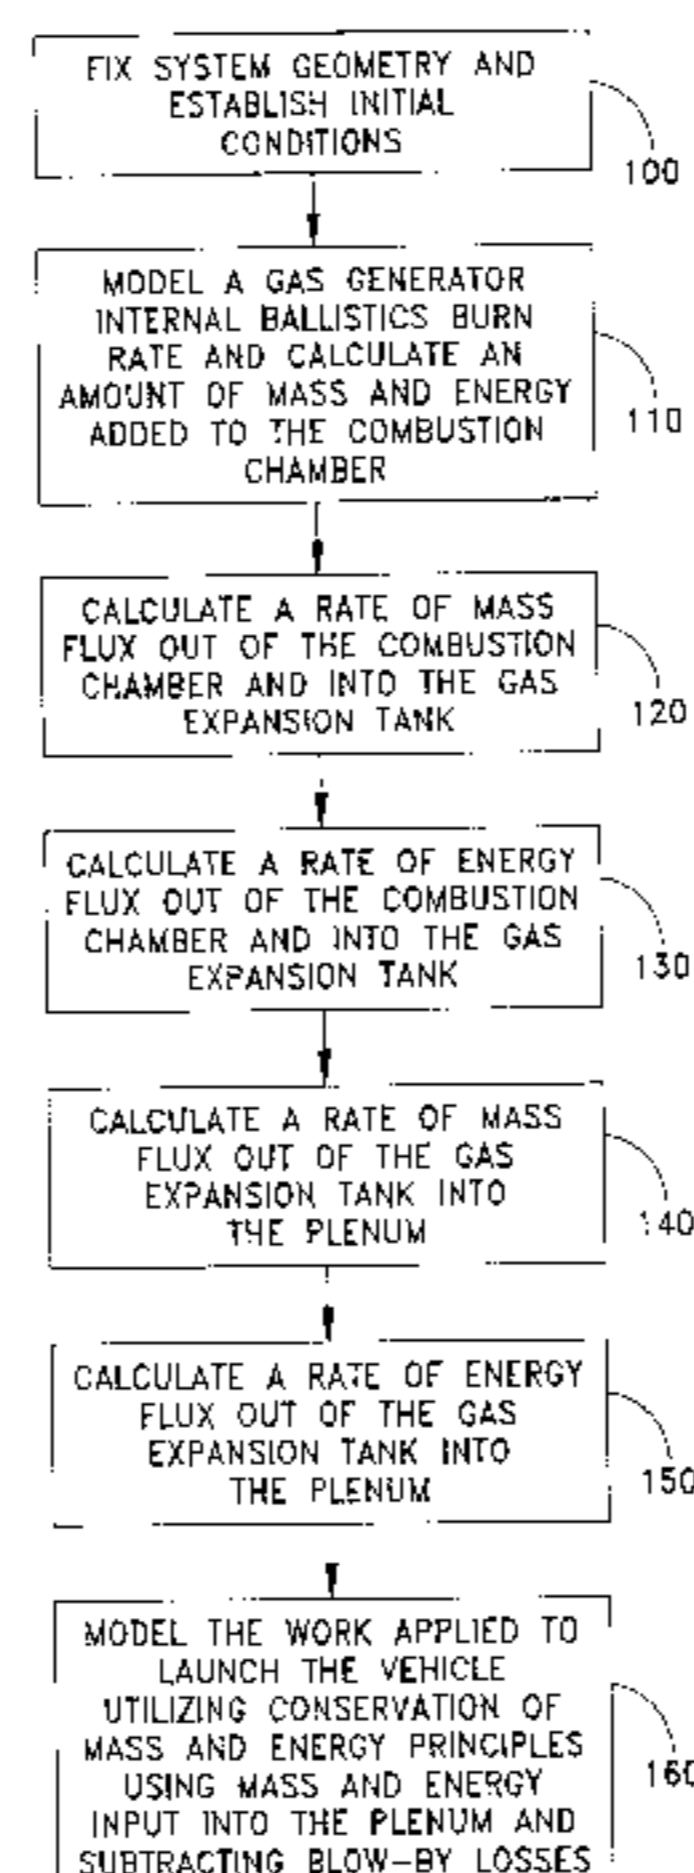 FIX SYSTEM GEOMETRY AND
ESTABLISH INITIAL
CONDITIONS
100
MODEL A GAS GENERATOR
INTERNAL BALLISTICS BURN
RATE AND CALCULATE AN
AMOUNT OF MASS AND ENERGY
ADDED TO THE COMBUSTION
CHAMBER
110
CALCULATE A RATE OF MASS
FLUX OUT OF THE COMBUSTION
CHAMBER AND INTO THE GAS
EXPANSION TANK
120
CALCULATE A RATE OF ENERGY
FLUX OUT OF THE COMBUSTION
CHAMBER AND INTO THE GAS
EXPANSION TANK
130
CALCULATE A RATE OF MASS
FLUX OUT OF THE GAS
EXPANSION TANK INTO
THE PLENUM
140
CALCULATE A RATE OF ENERGY
FLUX OUT OF THE GAS
EXPANSION TANK INTO
THE PLENUM
150
MODEL THE WORK APPLIED TO
LAUNCH THE VEHICLE
UTILIZING CONSERVATION OF
MASS AND ENERGY PRINCIPLES
USING MASS AND ENERGY
INPUT INTO THE PLENUM AND
SUBTRACTING BLOW-BY LOSSES
160